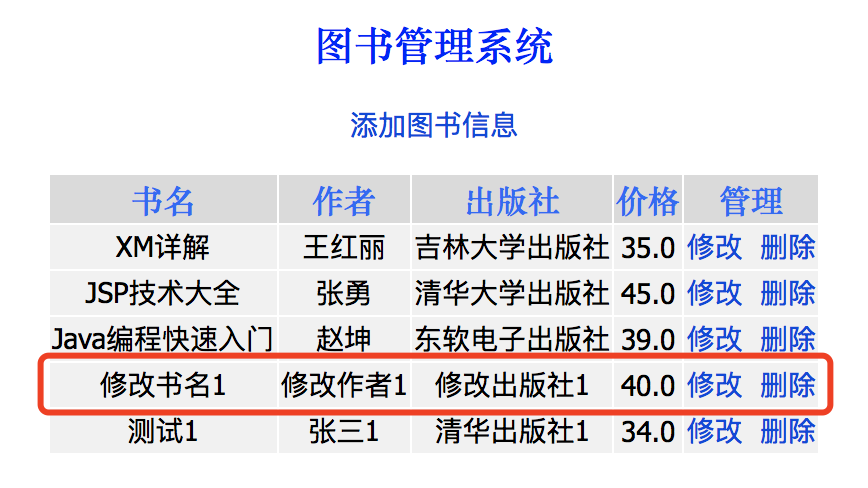 图书管理系统
添加图书信息
书名 作者 出版社 价格 管理
XM详解 王红丽 吉林大学出版社 35.0 修改 删除
JSP技术大全 张勇 清华大学出版社 45.0 修改 删除
Java编程快速入门 赵坤 东软电子出版社 39.0 修改 删除
修改书名1 修改作者1 修改出版社1 40.0 修改 删除
测试1 张三1 清华出版社1 34.0 修改 删除